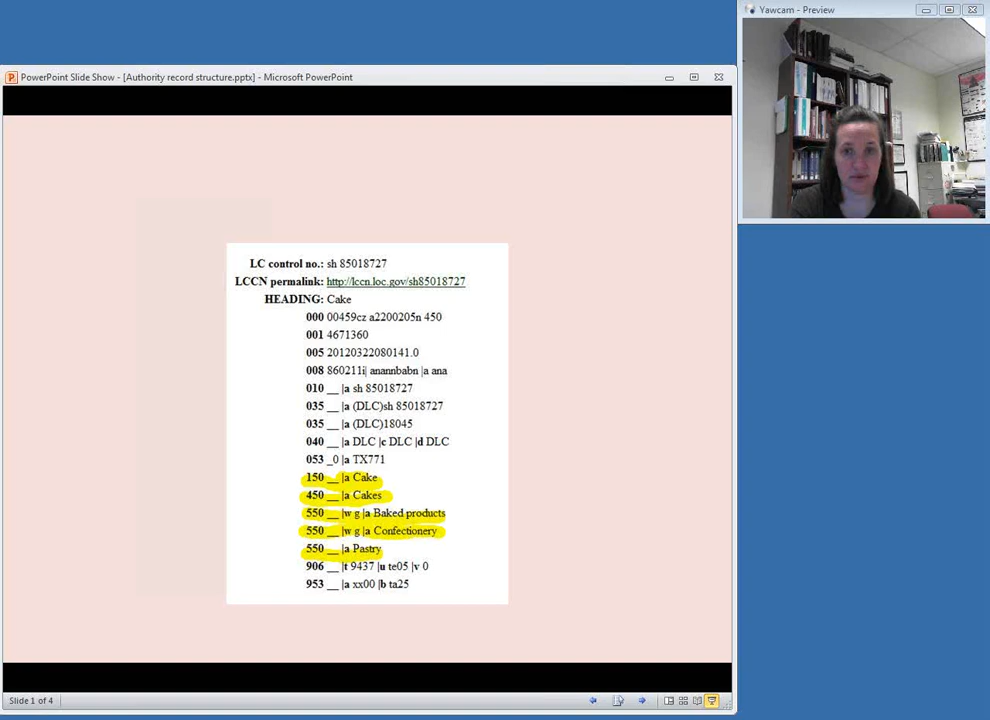 Yawcam - Preview
PowerPoint Slide Show - [Authority record structure.pptx] - Microsoft PowerPoint
LC control no.: sh 85018727
LCCN permalink: http://lccn.loc.gov/sh85018727
HEADING: Cake
000 00459cz a2200205n 450
001 4671360
005 20120322080141.0
008 860211i| anannbabn |a ana
010 __ |a sh 85018727
035 __ |a (DLC)sh 85018727
035 __ |a (DLC)18045
040 __ |a DLC |c DLC |d DLC
053 _0 |a TX771
150 __ |a Cake
450 __ |a Cakes
550 __ |w g |a Baked products
550 __ |w g |a Confectionery
550 __ |a Pastry
906 __ |t 9437 |u te05 |v 0
953 __ |a xx00 |b ta25
Slide 1 of 4